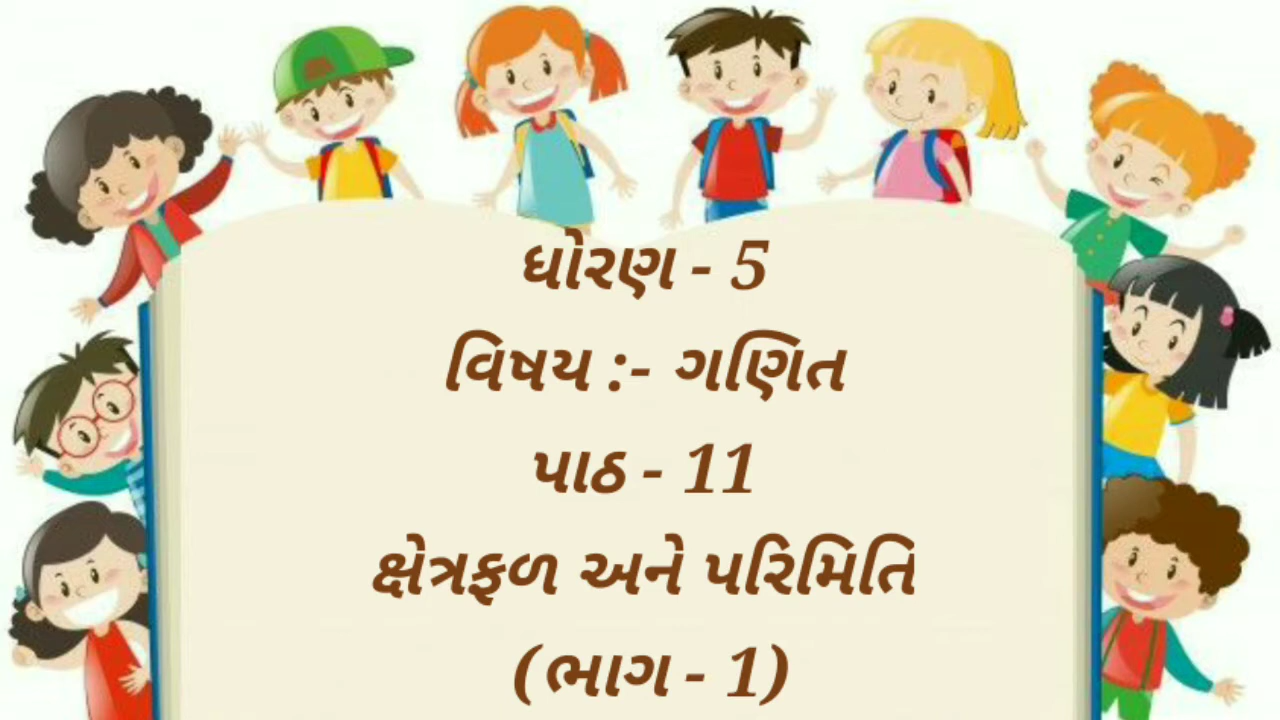 ધોરણ - 5
વિષય :- ગણિત
પાઠ - 11
ક્ષેત્રફળ અને પરિમિતિ
(ભાગ - 1)